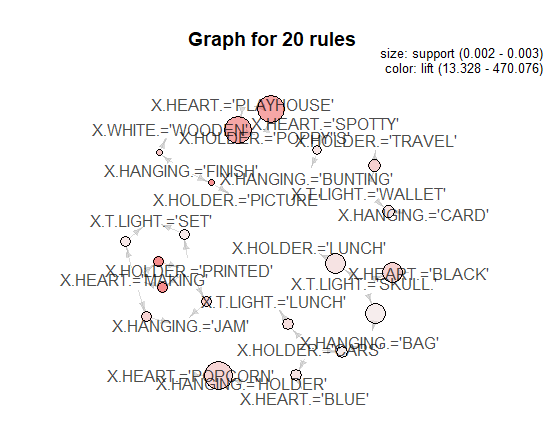 Graph for 20 rules
size: support (0.002 - 0.003)
color: lift (13.328 - 470.076)
X.HEART.='PLAYHOUSE'
X.WHITE.='WOODEN'
X.HEART.='SPOTTY'
X.HOLDER.='POPPY'S'
X.HOLDER.='TRAVEL'
X.HANGING.='FINISH'
X.HANGING.='BUNTING'
X.HOLDER.='PICTURE'
X.T.LIGHT.='WALLET'
X.HANGING.='CARD'
X.T.LIGHT.='SET'
X.HOLDER.='LUNCH'
X.HOLDER.='PRINTED'
X.HEART.='BLACK'
X.HEART.='MAKING'
X.T.LIGHT.='SKULL.'
X.T.LIGHT.='LUNCH'
X.HANGING.='JAM'
X.HANGING.='BAG'
X.HOLDER.='CARS'
X.HEART.='POPCORN'
X.HANGING.='HOLDER'
X.HEART.='BLUE'